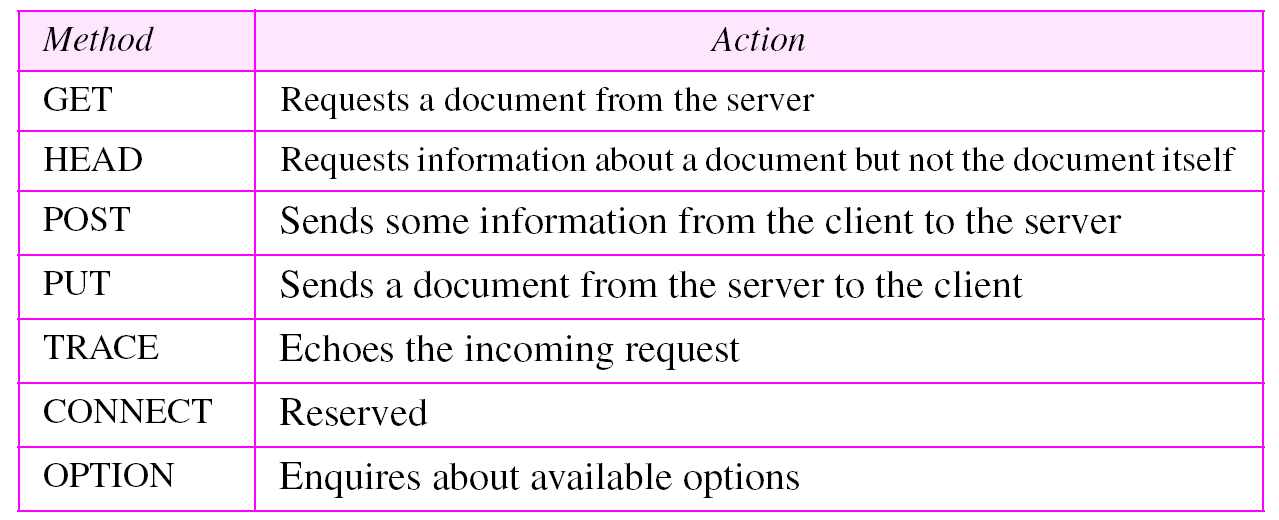 Method Action
GET Requests a document from the server
HEAD Requests information about a document but not the document itself
POST Sends some information from the client to the server
PUT Sends a document from the server to the client
TRACE Echoes the incoming request
CONNECT Reserved
OPTION Enquires about available options